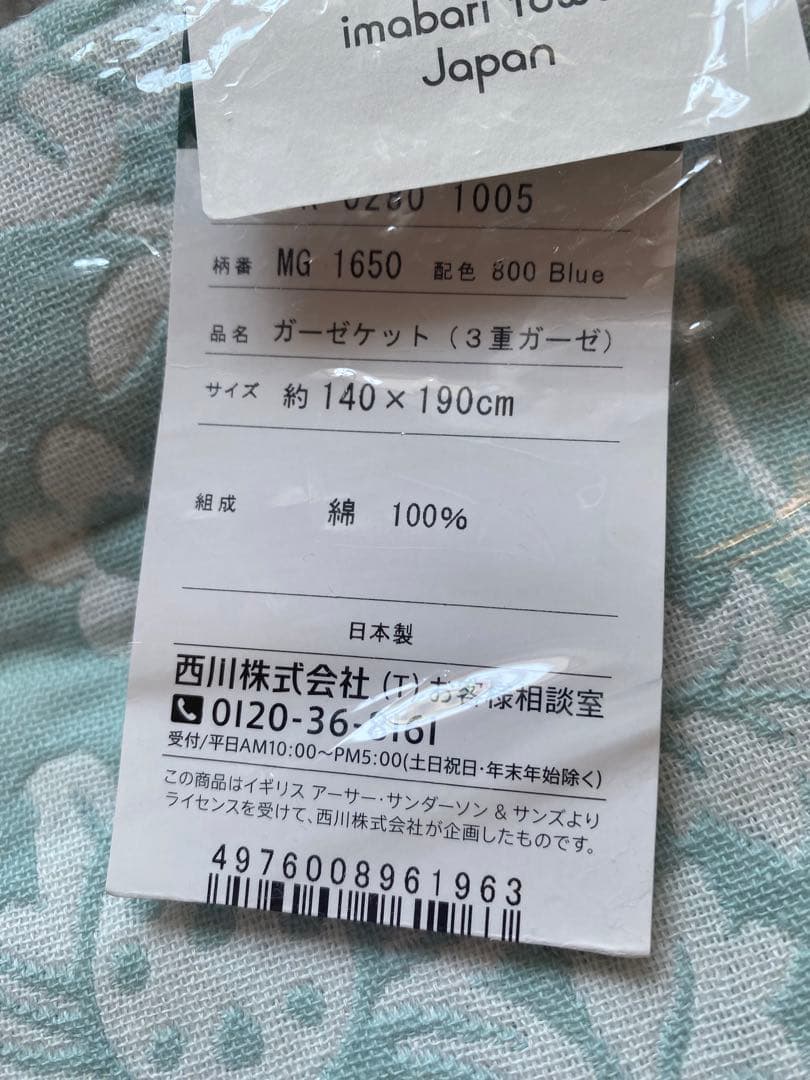 imabari
Japan
0280 1005
柄番 MG 1650 配色 800 Blue
品名 ガーゼケット(3重ガーゼ)
サイズ 約 140×190cm
組成 綿 100%
日本製
西川株式会社 (T) お客様相談室
0120-36-8161
受付/平日AM10:00〜PM5:00(土日祝日・年末年始除く)
この商品はイギリス アーサー・サンダーソン & サンズより
ライセンスを受けて、西川株式会社が企画したものです。
4976008961963